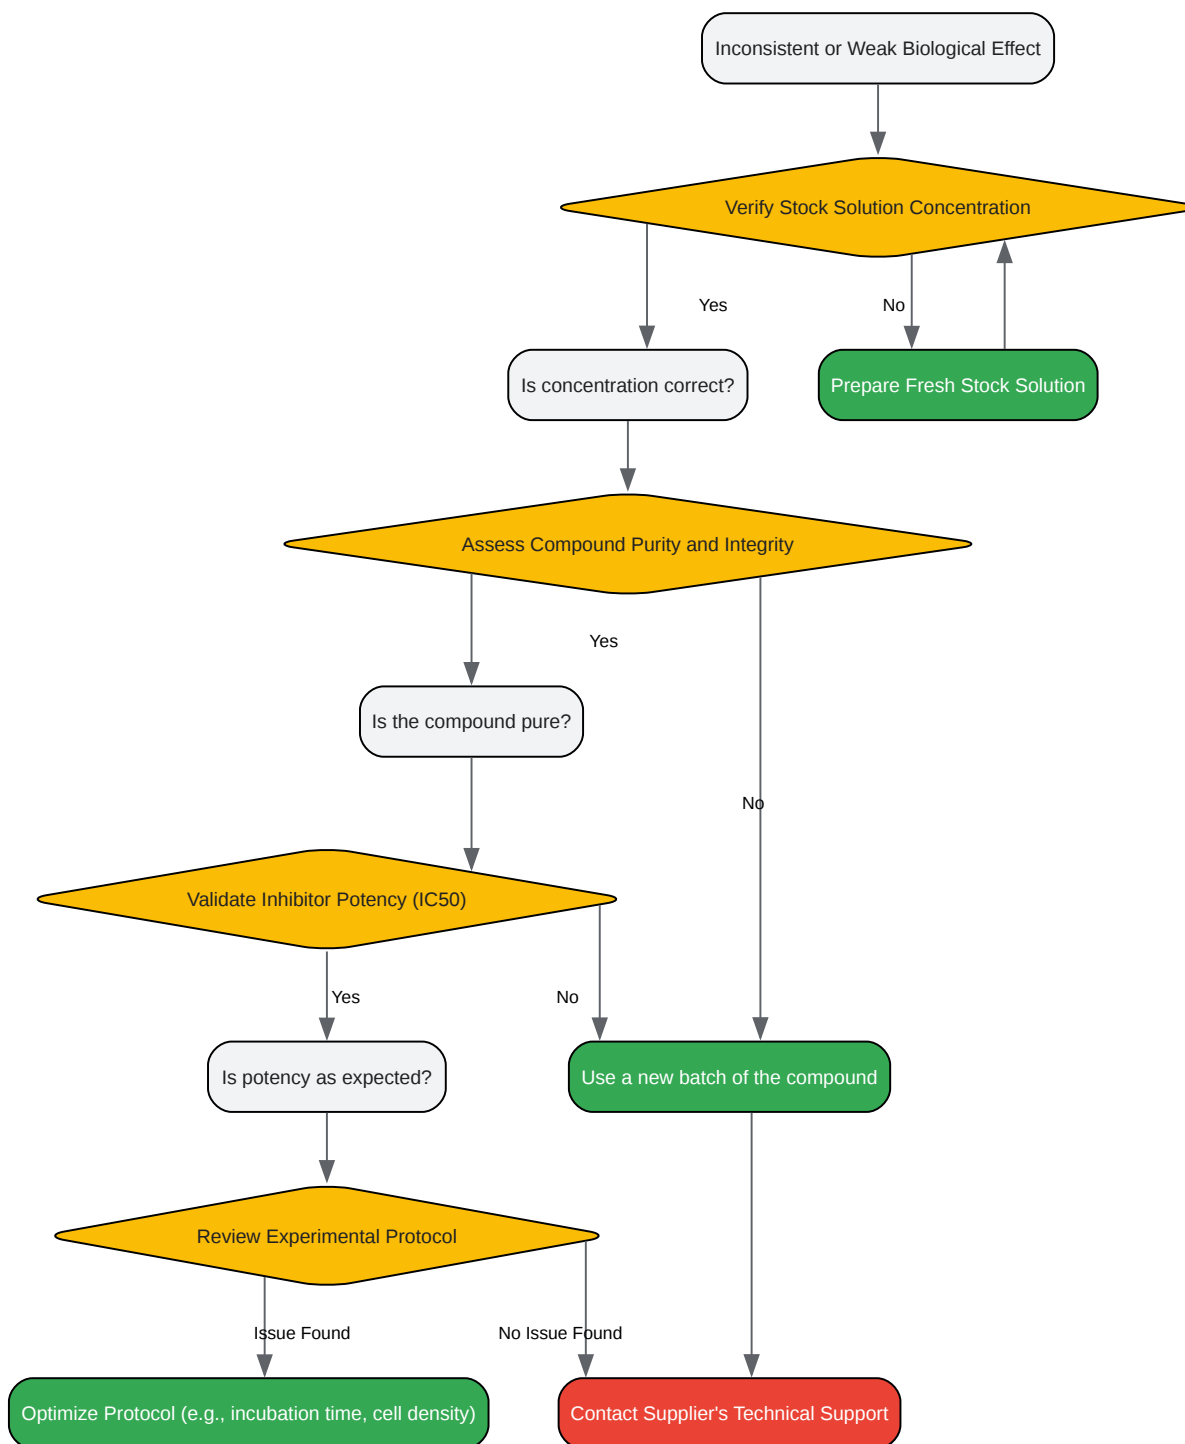 Inconsistent or Weak Biological Effect
Verify Stock Solution Concentration
Yes
No
Is concentration correct?
Prepare Fresh Stock Solution
Assess Compound Purity and Integrity
Yes
Is the compound pure?
No
Validate Inhibitor Potency (IC50)
Yes
No
Is potency as expected?
Use a new batch of the compound
Review Experimental Protocol
Issue Found
No Issue Found
Optimize Protocol (e.g., incubation time, cell density)
Contact Supplier's Technical Support